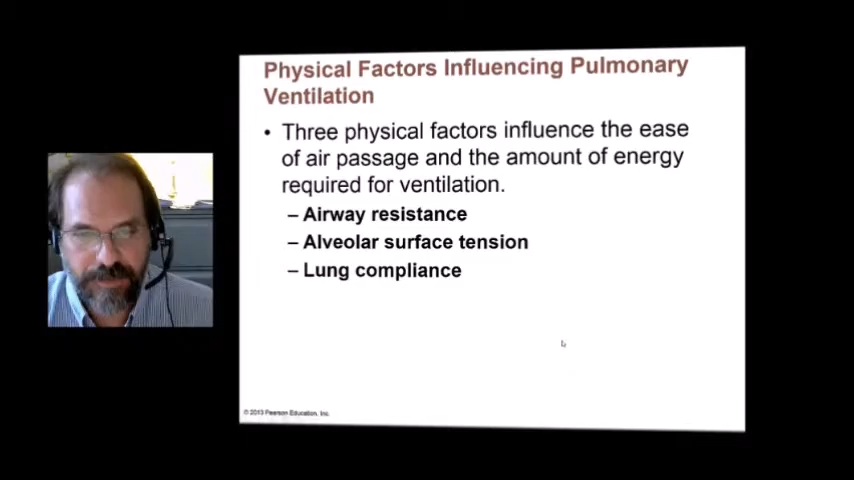 Physical Factors Influencing Pulmonary
Ventilation
• Three physical factors influence the ease
of air passage and the amount of energy
required for ventilation.
– Airway resistance
– Alveolar surface tension
– Lung compliance
© 2013 Pearson Education, Inc.